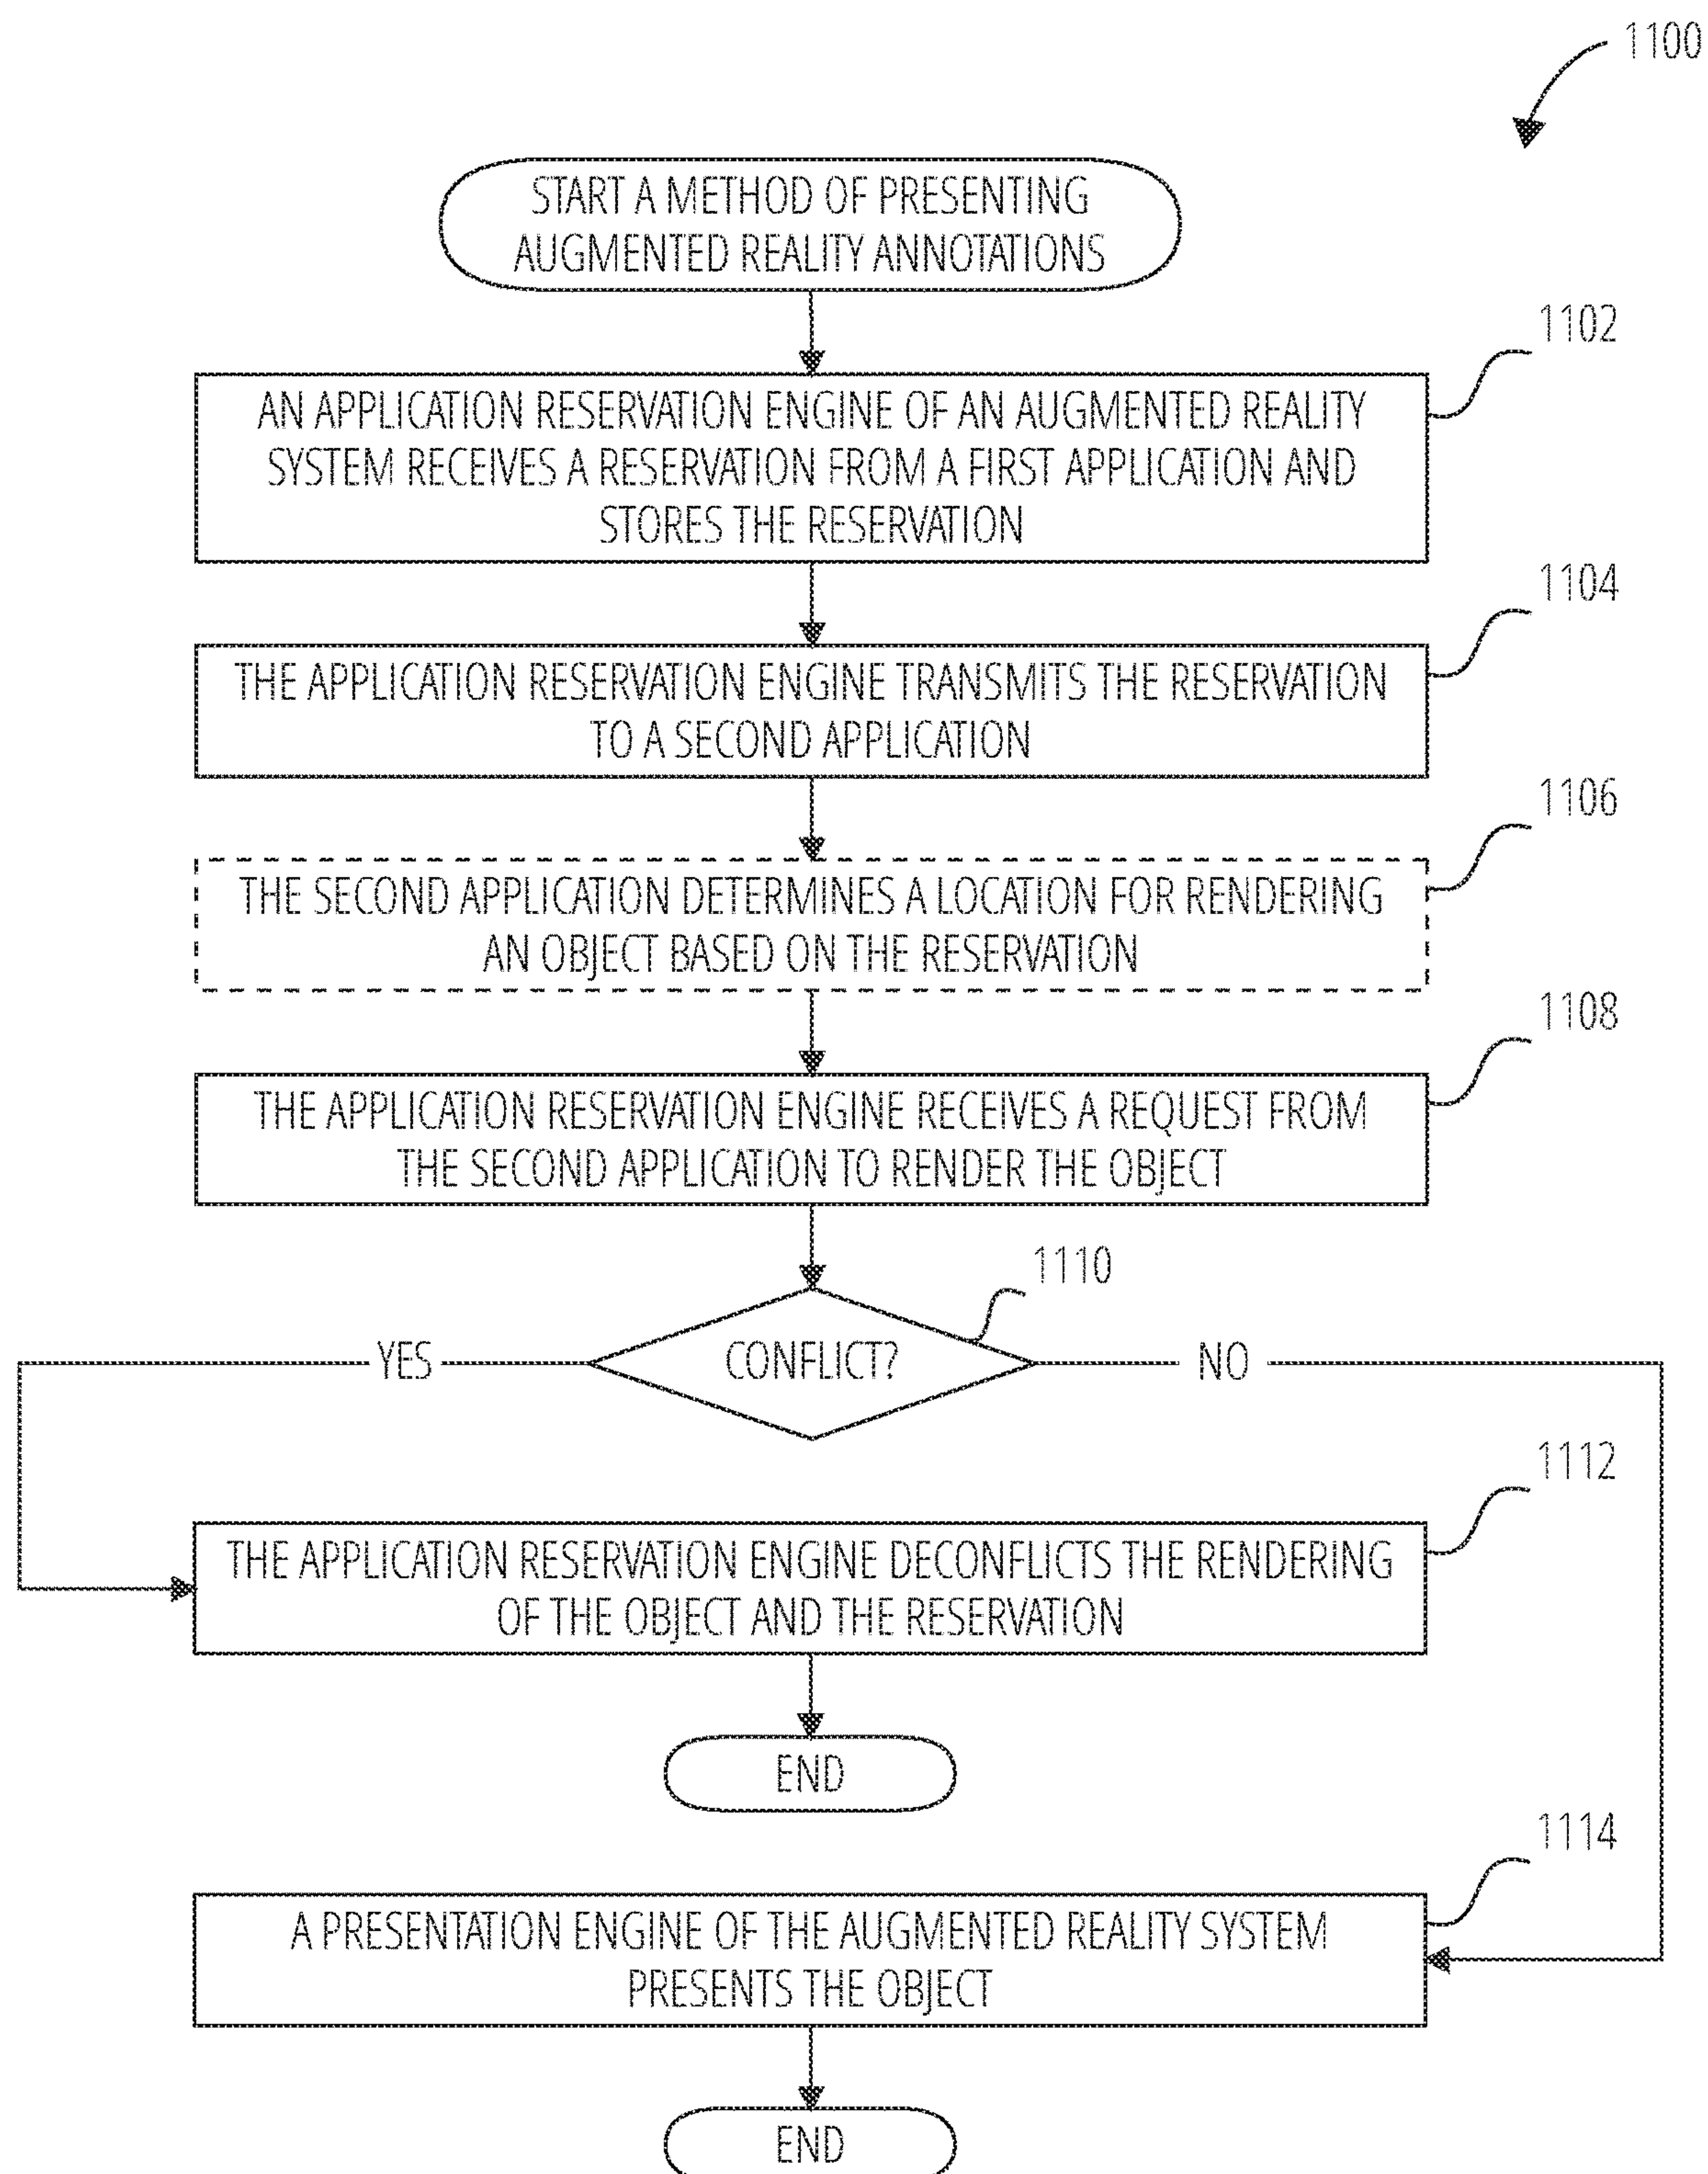 1100
START A METHOD OF PRESENTING
AUGMENTED REALITY ANNOTATIONS
1102
AN APPLICATION RESERVATION ENGINE OF AN AUGMENTED REALITY
SYSTEM RECEIVES A RESERVATION FROM A FIRST APPLICATION AND
STORES THE RESERVATION
1104
THE APPLICATION RESERVATION ENGINE TRANSMITS THE RESERVATION
TO A SECOND APPLICATION
1106
THE SECOND APPLICATION DETERMINES A LOCATION FOR RENDERING
AN OBJECT BASED ON THE RESERVATION
1108
THE APPLICATION RESERVATION ENGINE RECEIVES A REQUEST FROM
THE SECOND APPLICATION TO RENDER THE OBJECT
1110
YES
CONFLICT?
NO
1112
THE APPLICATION RESERVATION ENGINE DECONFLICTS THE RENDERING
OF THE OBJECT AND THE RESERVATION
END
1114
A PRESENTATION ENGINE OF THE AUGMENTED REALITY SYSTEM
PRESENTS THE OBJECT
END